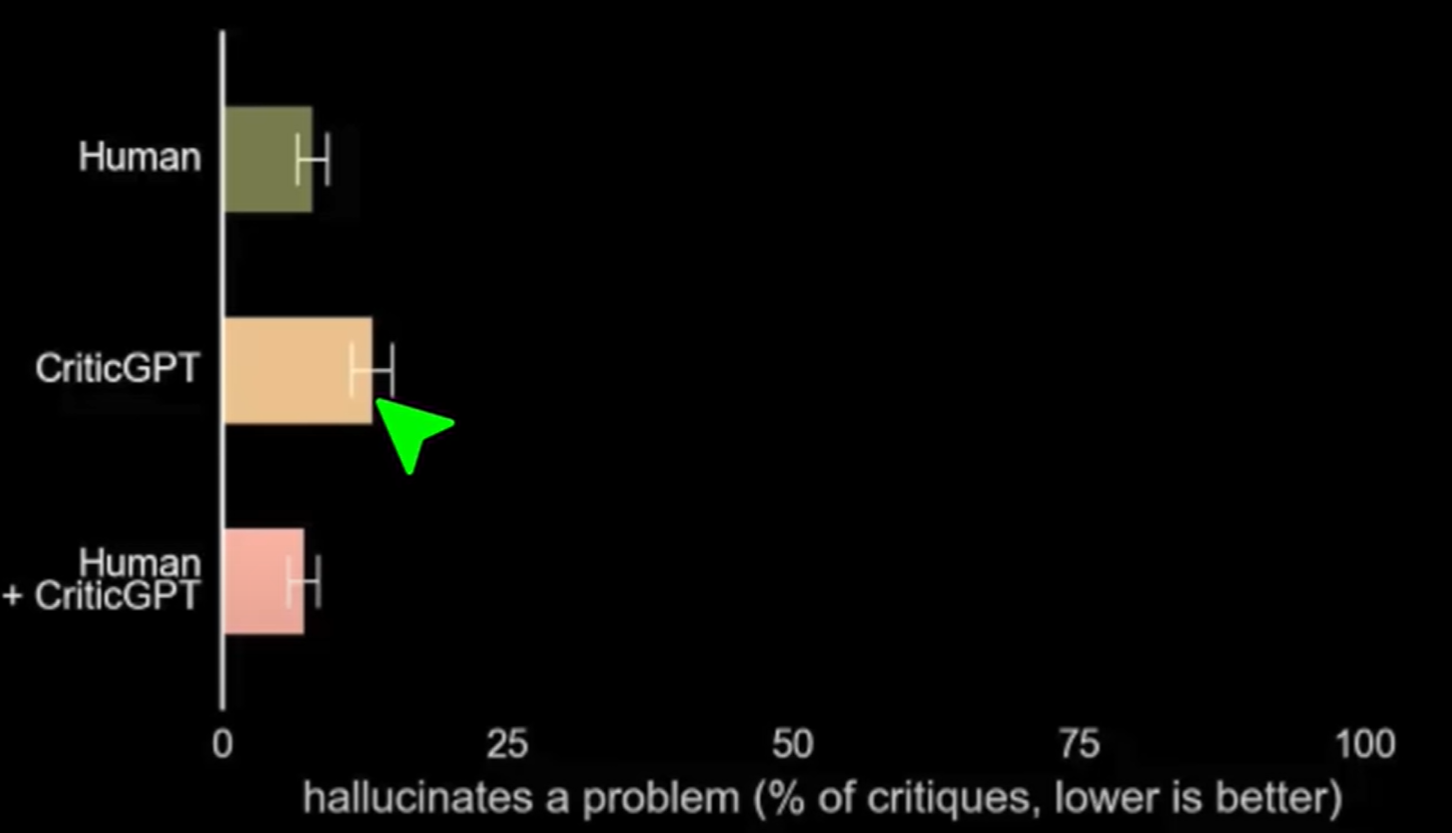 Human
CriticGPT
Human
+ CriticGPT
0 25 50 75 100
hallucinates a problem (% of critiques, lower is better)